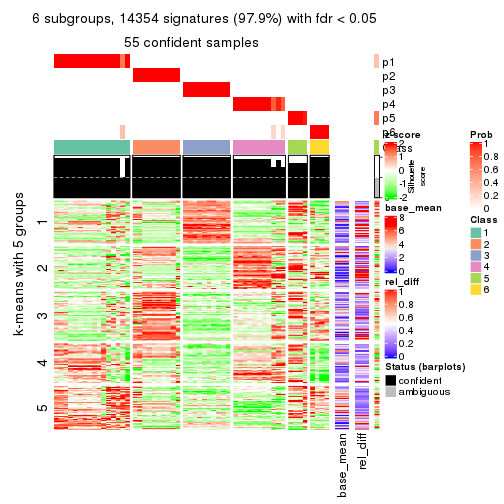 6 subgroups, 14354 signatures (97.9%) with fdr < 0.05
55 confident samples
p1
p2
p3
p4
p5
p6
Class
Silhouette
score
z-score
2
-2
k-means with 5 groups
1
2
3
4
5
base_mean
8
6
4
2
0
rel_diff
1
0.8
0.6
0.4
0.2
0
Status (barplots)
confident
ambiguous
Prob
1
0.8
0.6
0.4
0.2
0
Class
1
2
3
4
5
6
base_mean
rel_diff